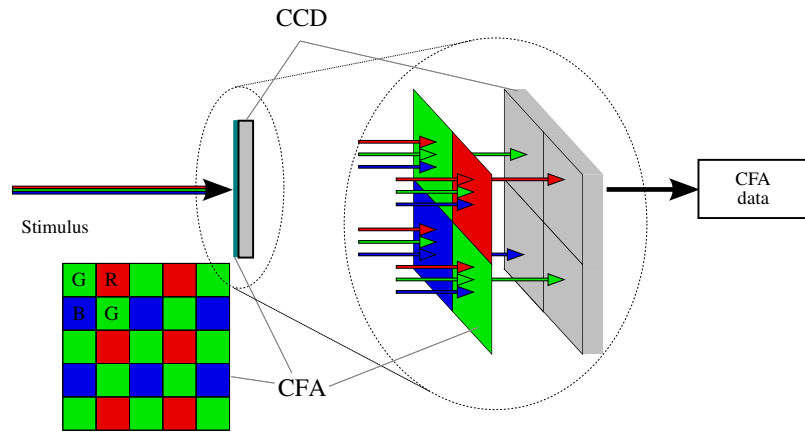 CCD
CFA
data
Stimulus
G R
B G
CFA